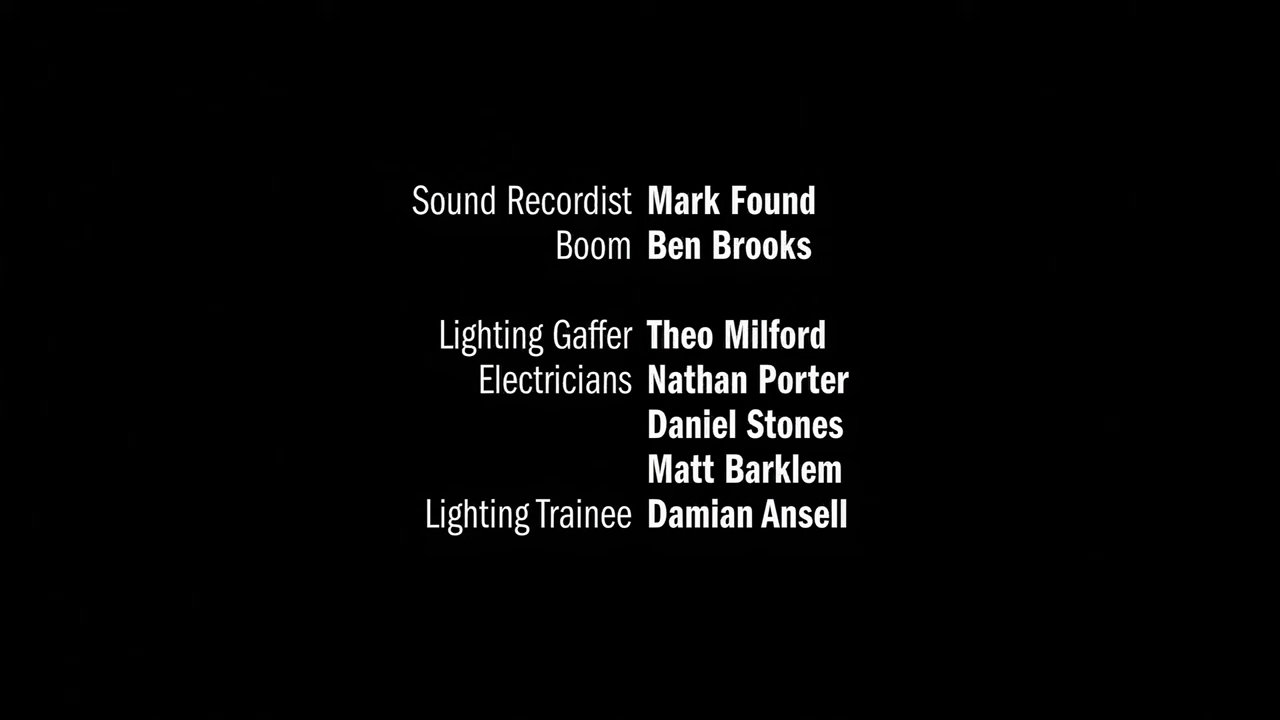 Sound Recordist Mark Found
Boom Ben Brooks
Lighting Gaffer Theo Milford
Electricians Nathan Porter
Daniel Stones
Matt Barklem
Lighting Trainee Damian Ansell